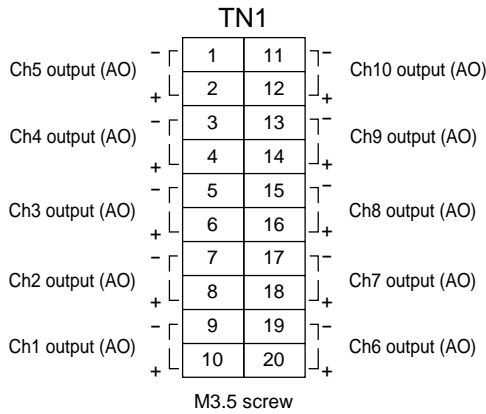 TN1
Ch5 output (AO) - 1 11 - Ch10 output (AO)
+ 2 12 +
Ch4 output (AO) - 3 13 - Ch9 output (AO)
+ 4 14 +
Ch3 output (AO) - 5 15 - Ch8 output (AO)
+ 6 16 +
Ch2 output (AO) - 7 17 - Ch7 output (AO)
+ 8 18 +
Ch1 output (AO) - 9 19 - Ch6 output (AO)
+ 10 20 +
M3.5 screw